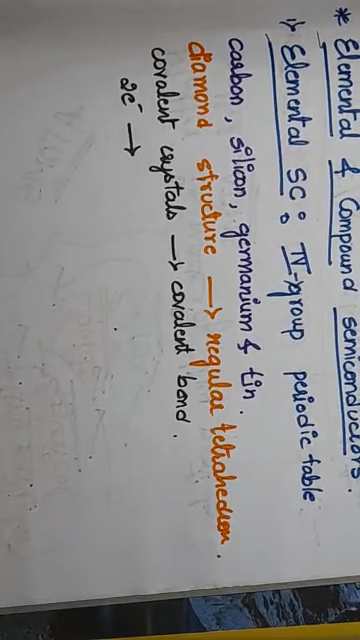 * Elemental & Compound semiconductors.
» Elemental SC : IV-group periodic table
carbon, silicon, germanium & tin.
diamond structure → regular tetrahedron.
covalent crystals → covalent bond.
2e⁻ →